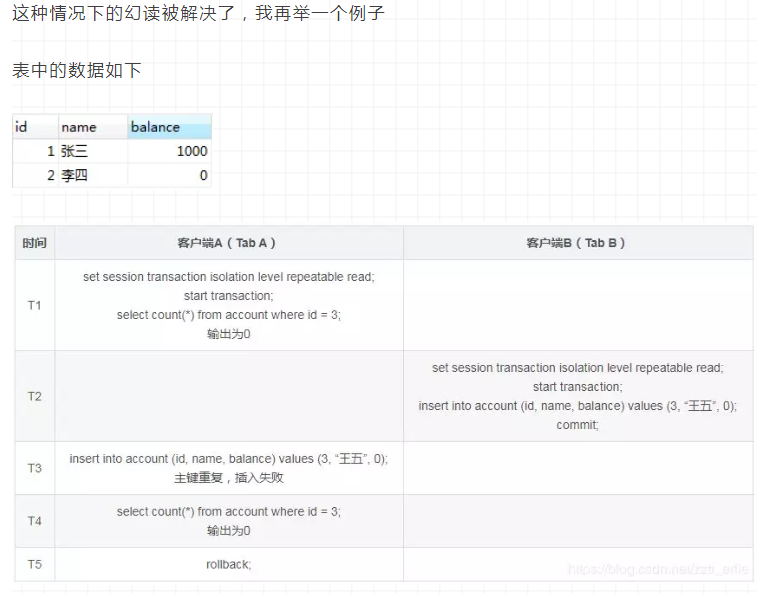 这种情况下的幻读被解决了，我再举一个例子
表中的数据如下
id name balance
1 张三 1000
2 李四 0
时间 客户端A（Tab A） 客户端B（Tab B）
T1
set session transaction isolation level repeatable read;
start transaction;
select count(*) from account where id = 3;
输出为0
T2
set session transaction isolation level repeatable read;
start transaction;
insert into account (id, name, balance) values (3, “王五”, 0);
commit;
T3
insert into account (id, name, balance) values (3, “王五”, 0);
主键重复，插入失败
T4
select count(*) from account where id = 3;
输出为0
T5
rollback;